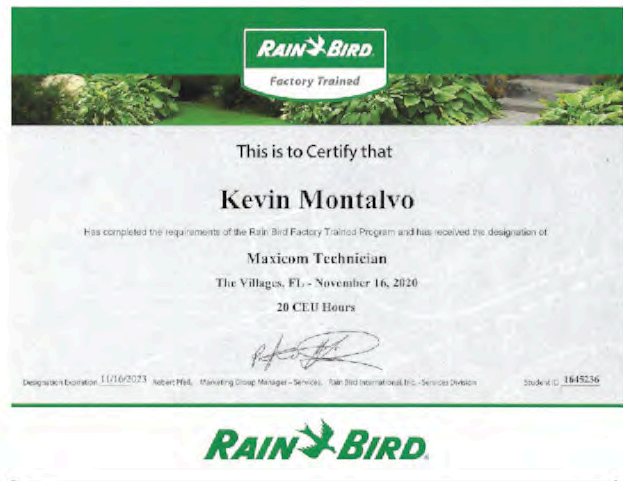 RAIN BIRD
Factory Trained
This is to Certify that
Kevin Montalvo
Has completed the requirements of the Rain Bird Factory Trained Program and has received the designation of
Maxicom Technician
The Villages, FL - November 16, 2020
20 CEU Hours
Designation Expiration 11/16/2023 Robert Pfeil, Marketing Group Manager – Services, Rain Bird International, Inc. - Services Division Student ID 1645236
RAIN BIRD